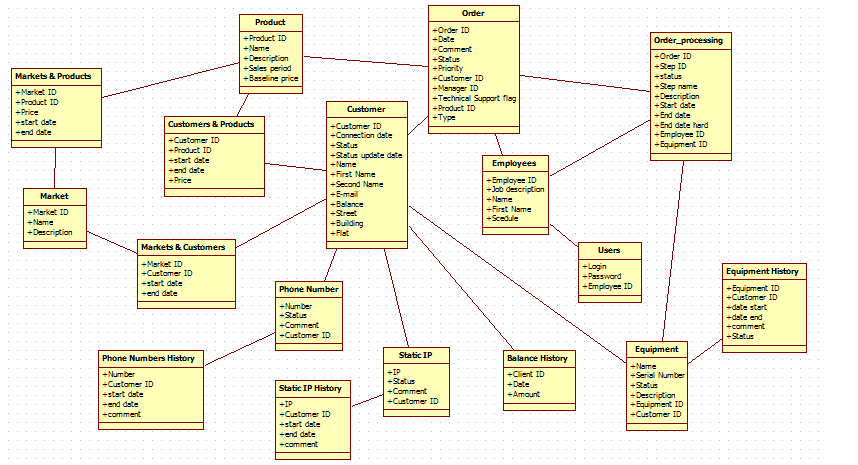 Product
+Product ID
+Name
+Description
+Sales period
+Baseline price
Order
+Order ID
+Date
+Comment
+Status
+Priority
+Customer ID
+Manager ID
+Technical Support flag
+Product ID
+Type
Order_processing
+Order ID
+Step ID
+status
+Step name
+Description
+Start date
+End date
+End date hard
+Employee ID
+Equipment ID
Markets & Products
+Market ID
+Product ID
+Price
+start date
+end date
Customers & Products
+Customer ID
+Product ID
+start date
+end date
+Price
Customer
+Customer ID
+Connection date
+Status
+Status update date
+Name
+First Name
+Second Name
+E-mail
+Balance
+Street
+Building
+Flat
Employees
+Employee ID
+Job description
+Name
+First Name
+Scedule
Market
+Market ID
+Name
+Description
Markets & Customers
+Market ID
+Customer ID
+start date
+end date
Users
+Login
+Password
+Employee ID
Equipment History
+Equipment ID
+Customer ID
+date start
+date end
+comment
+Status
Phone Number
+Number
+Status
+Comment
+Customer ID
Phone Numbers History
+Number
+Customer ID
+start date
+end date
+comment
Static IP
+IP
+Status
+Comment
+Customer ID
Static IP History
+IP
+Customer ID
+start date
+end date
+comment
Balance History
+Client ID
+Date
+Amount
Equipment
+Name
+Serial Number
+Status
+Description
+Equipment ID
+Customer ID